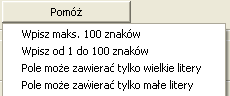 Pomóż
Wpisz maks. 100 znaków
Wpisz od 1 do 100 znaków
Pole może zawierać tylko wielkie litery
Pole może zawierać tylko małe litery